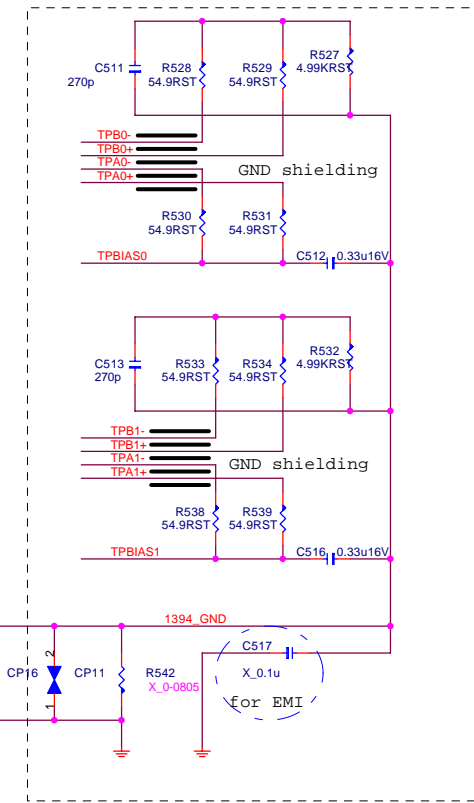 R527
4.99KRST
C511
270p
R528
54.9RST
R529
54.9RST
TPB0-
TPB0+
TPA0-
TPA0+
GND shielding
R530
54.9RST
R531
54.9RST
TPBIAS0
C512
0.33u16V
R532
4.99KRST
C513
270p
R533
54.9RST
R534
54.9RST
TPB1-
TPB1+
TPA1-
TPA1+
GND shielding
R538
54.9RST
R539
54.9RST
TPBIAS1
C516
0.33u16V
1394_GND
C517
X_0.1u
for EMI
2
CP16
1
CP11
R542
X_0-0805